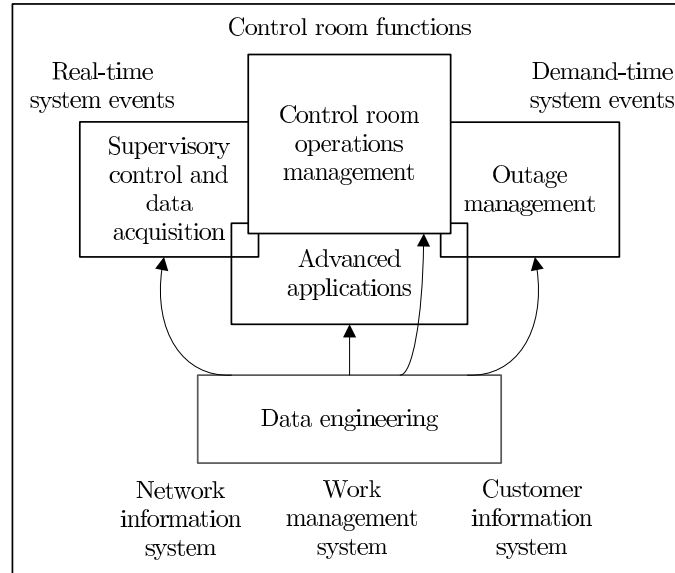 Control room functions
Real-time
system events
Demand-time
system events
Control room
operations
management
Supervisory
control and
data
acquisition
Outage
management
Advanced
applications
Data engineering
Network
information
system
Work
management
system
Customer
information
system